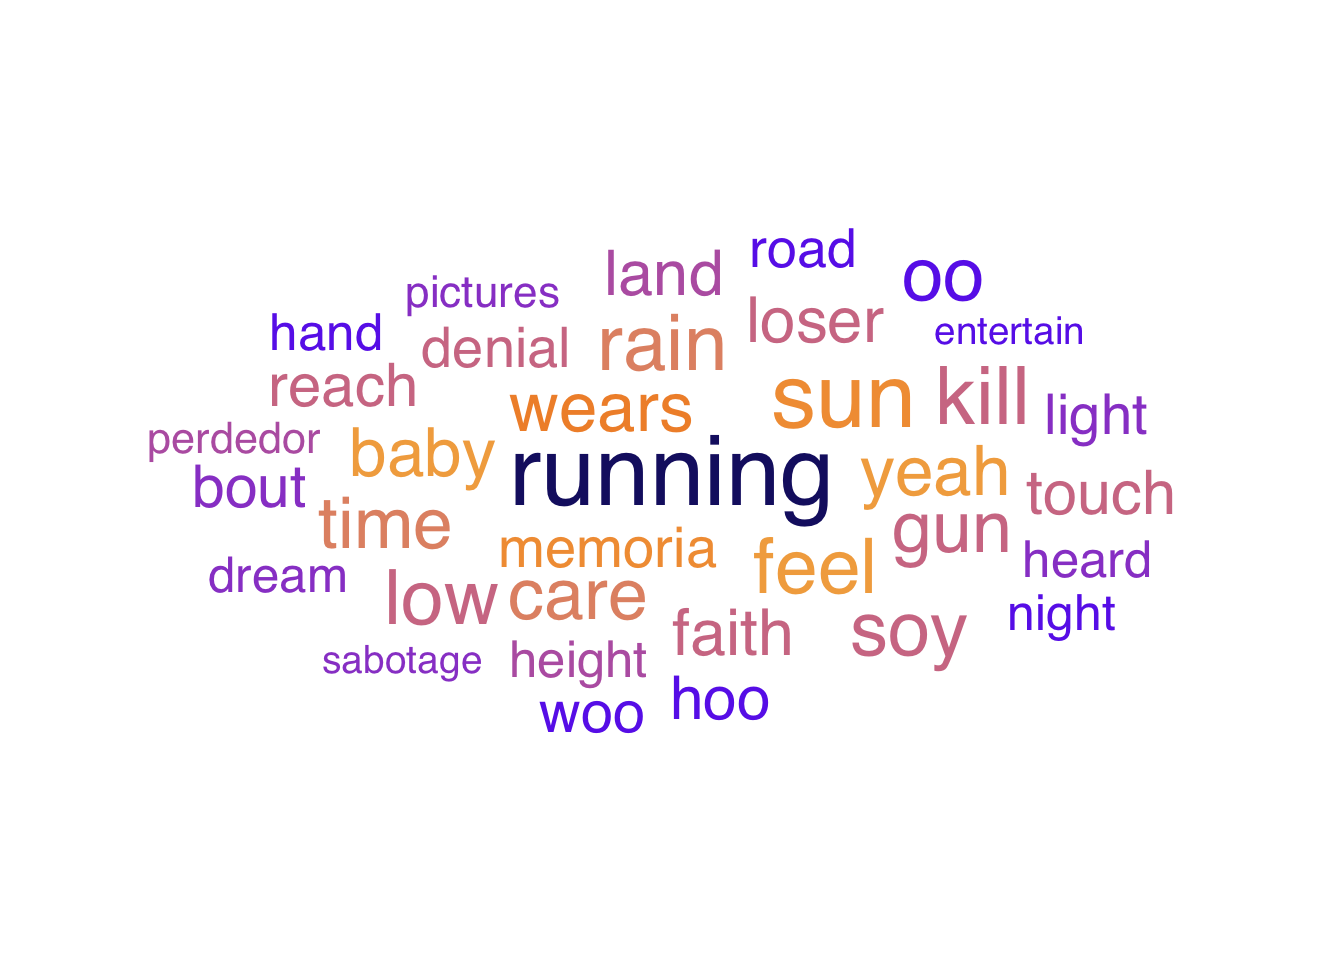 road
land
oo
pictures
hand
loser
entertain
denial
rain
reach
sun
kill
wears
light
perdedor
baby
running
yeah
bout
touch
time
gun
memoria
feel
heard
dream
low
care
night
faith
soy
sabotage
height
hoo
woo